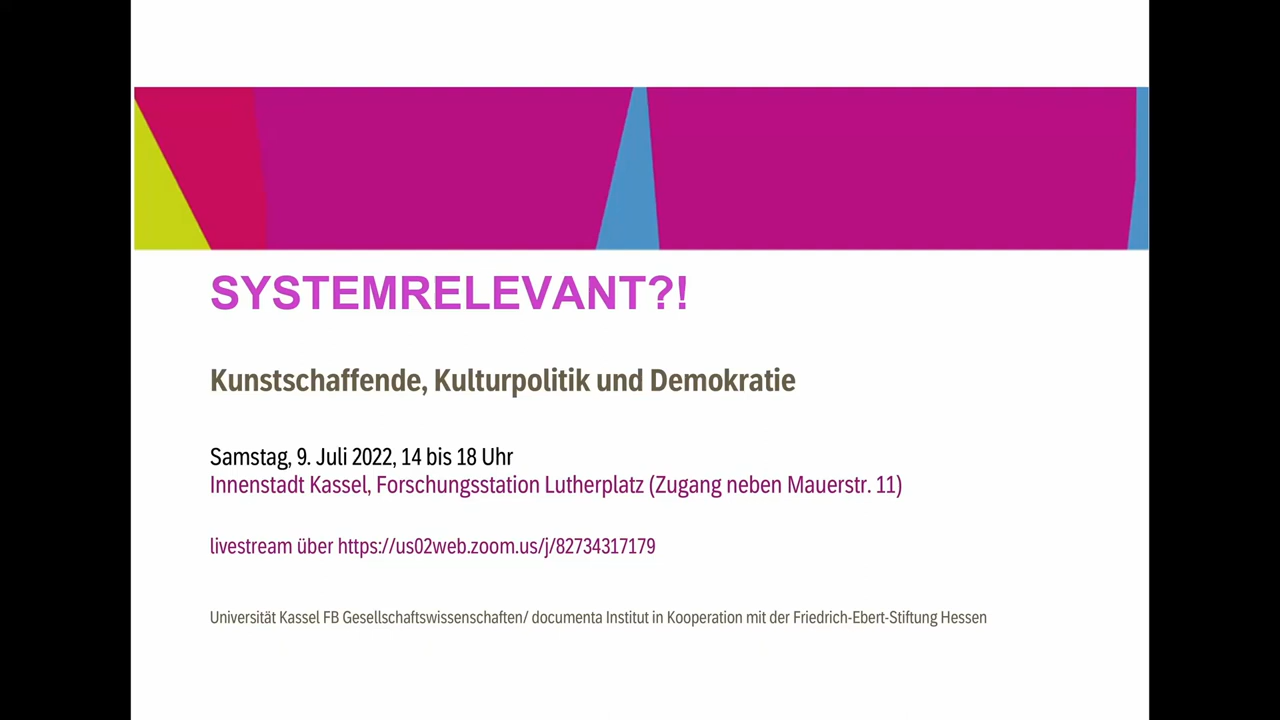 SYSTEMRELEVANT?!
Kunstschaffende, Kulturpolitik und Demokratie
Samstag, 9. Juli 2022, 14 bis 18 Uhr
Innenstadt Kassel, Forschungsstation Lutherplatz (Zugang neben Mauerstr. 11)
livestream über https://us02web.zoom.us/j/82734317179
Universität Kassel FB Gesellschaftswissenschaften/ documenta Institut in Kooperation mit der Friedrich-Ebert-Stiftung Hessen